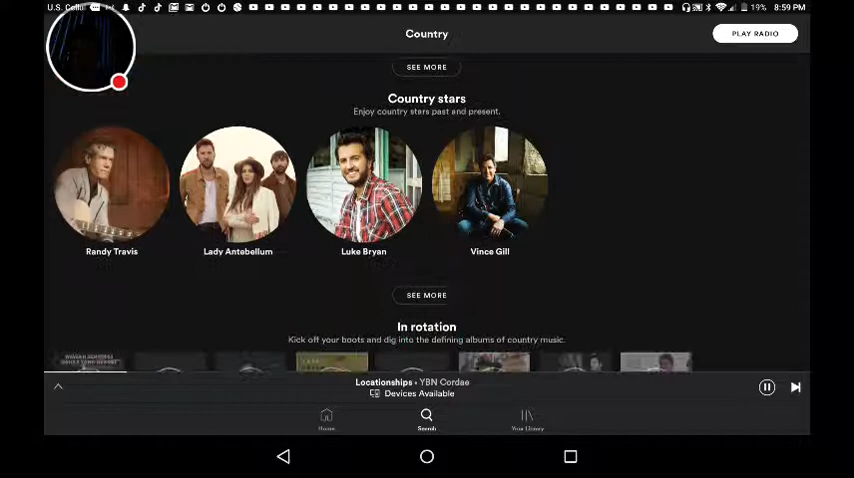 U.S. Cellu
19% 8:59 PM
Country
PLAY RADIO
SEE MORE
Country stars
Enjoy country stars past and present.
Randy Travis
Lady Antebellum
Luke Bryan
Vince Gill
SEE MORE
In rotation
Kick off your boots and dig into the defining albums of country music.
Locationships • YBN Cordae
Devices Available
Home
Search
Your Library